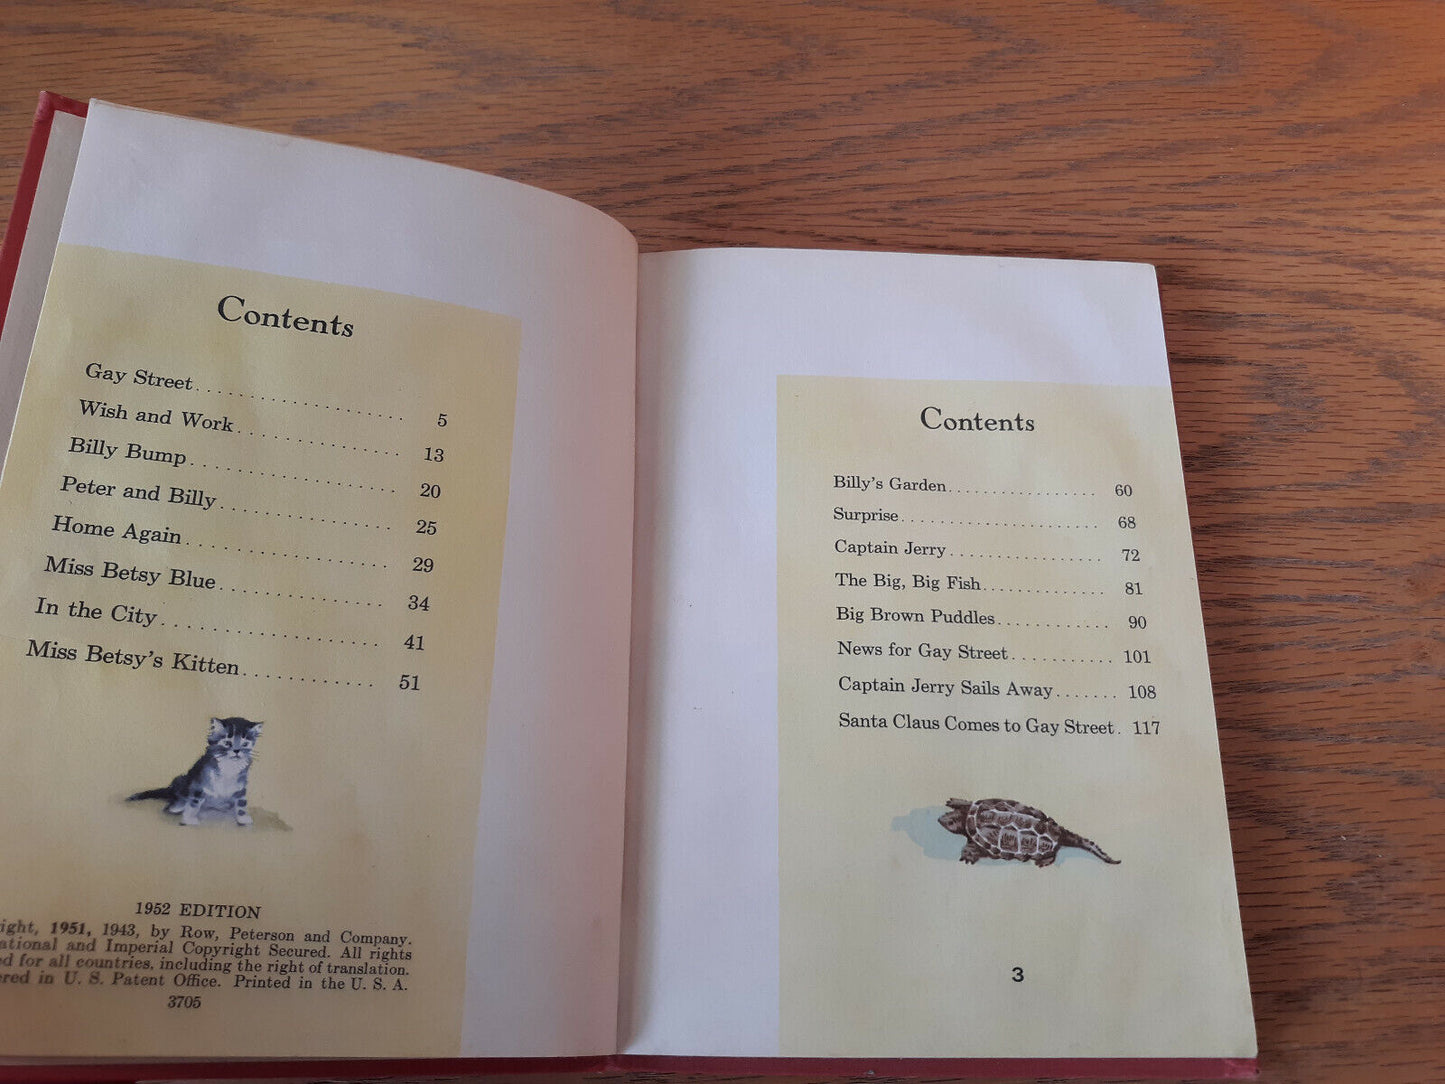 Contents
Gay Street.................... 5
Wish and Work............ 13
Billy Bump.................. 20
Peter and Billy.............. 25
Home Again................ 29
Miss Betsy Blue............. 34
In the City.................. 41
Miss Betsy's Kitten............ 51
1952 EDITION
1951, 1943, by Row, Peterson and Company.
and Imperial Copyright Secured. All rights
for all countries, including the right of translation.
in U. S. Patent Office. Printed in the U. S. A.
3705
Contents
Billy's Garden................. 60
Surprise....................... 68
Captain Jerry.................. 72
The Big, Big Fish.............. 81
Big Brown Puddles............. 90
News for Gay Street............ 101
Captain Jerry Sails Away....... 108
Santa Claus Comes to Gay Street. 117
3